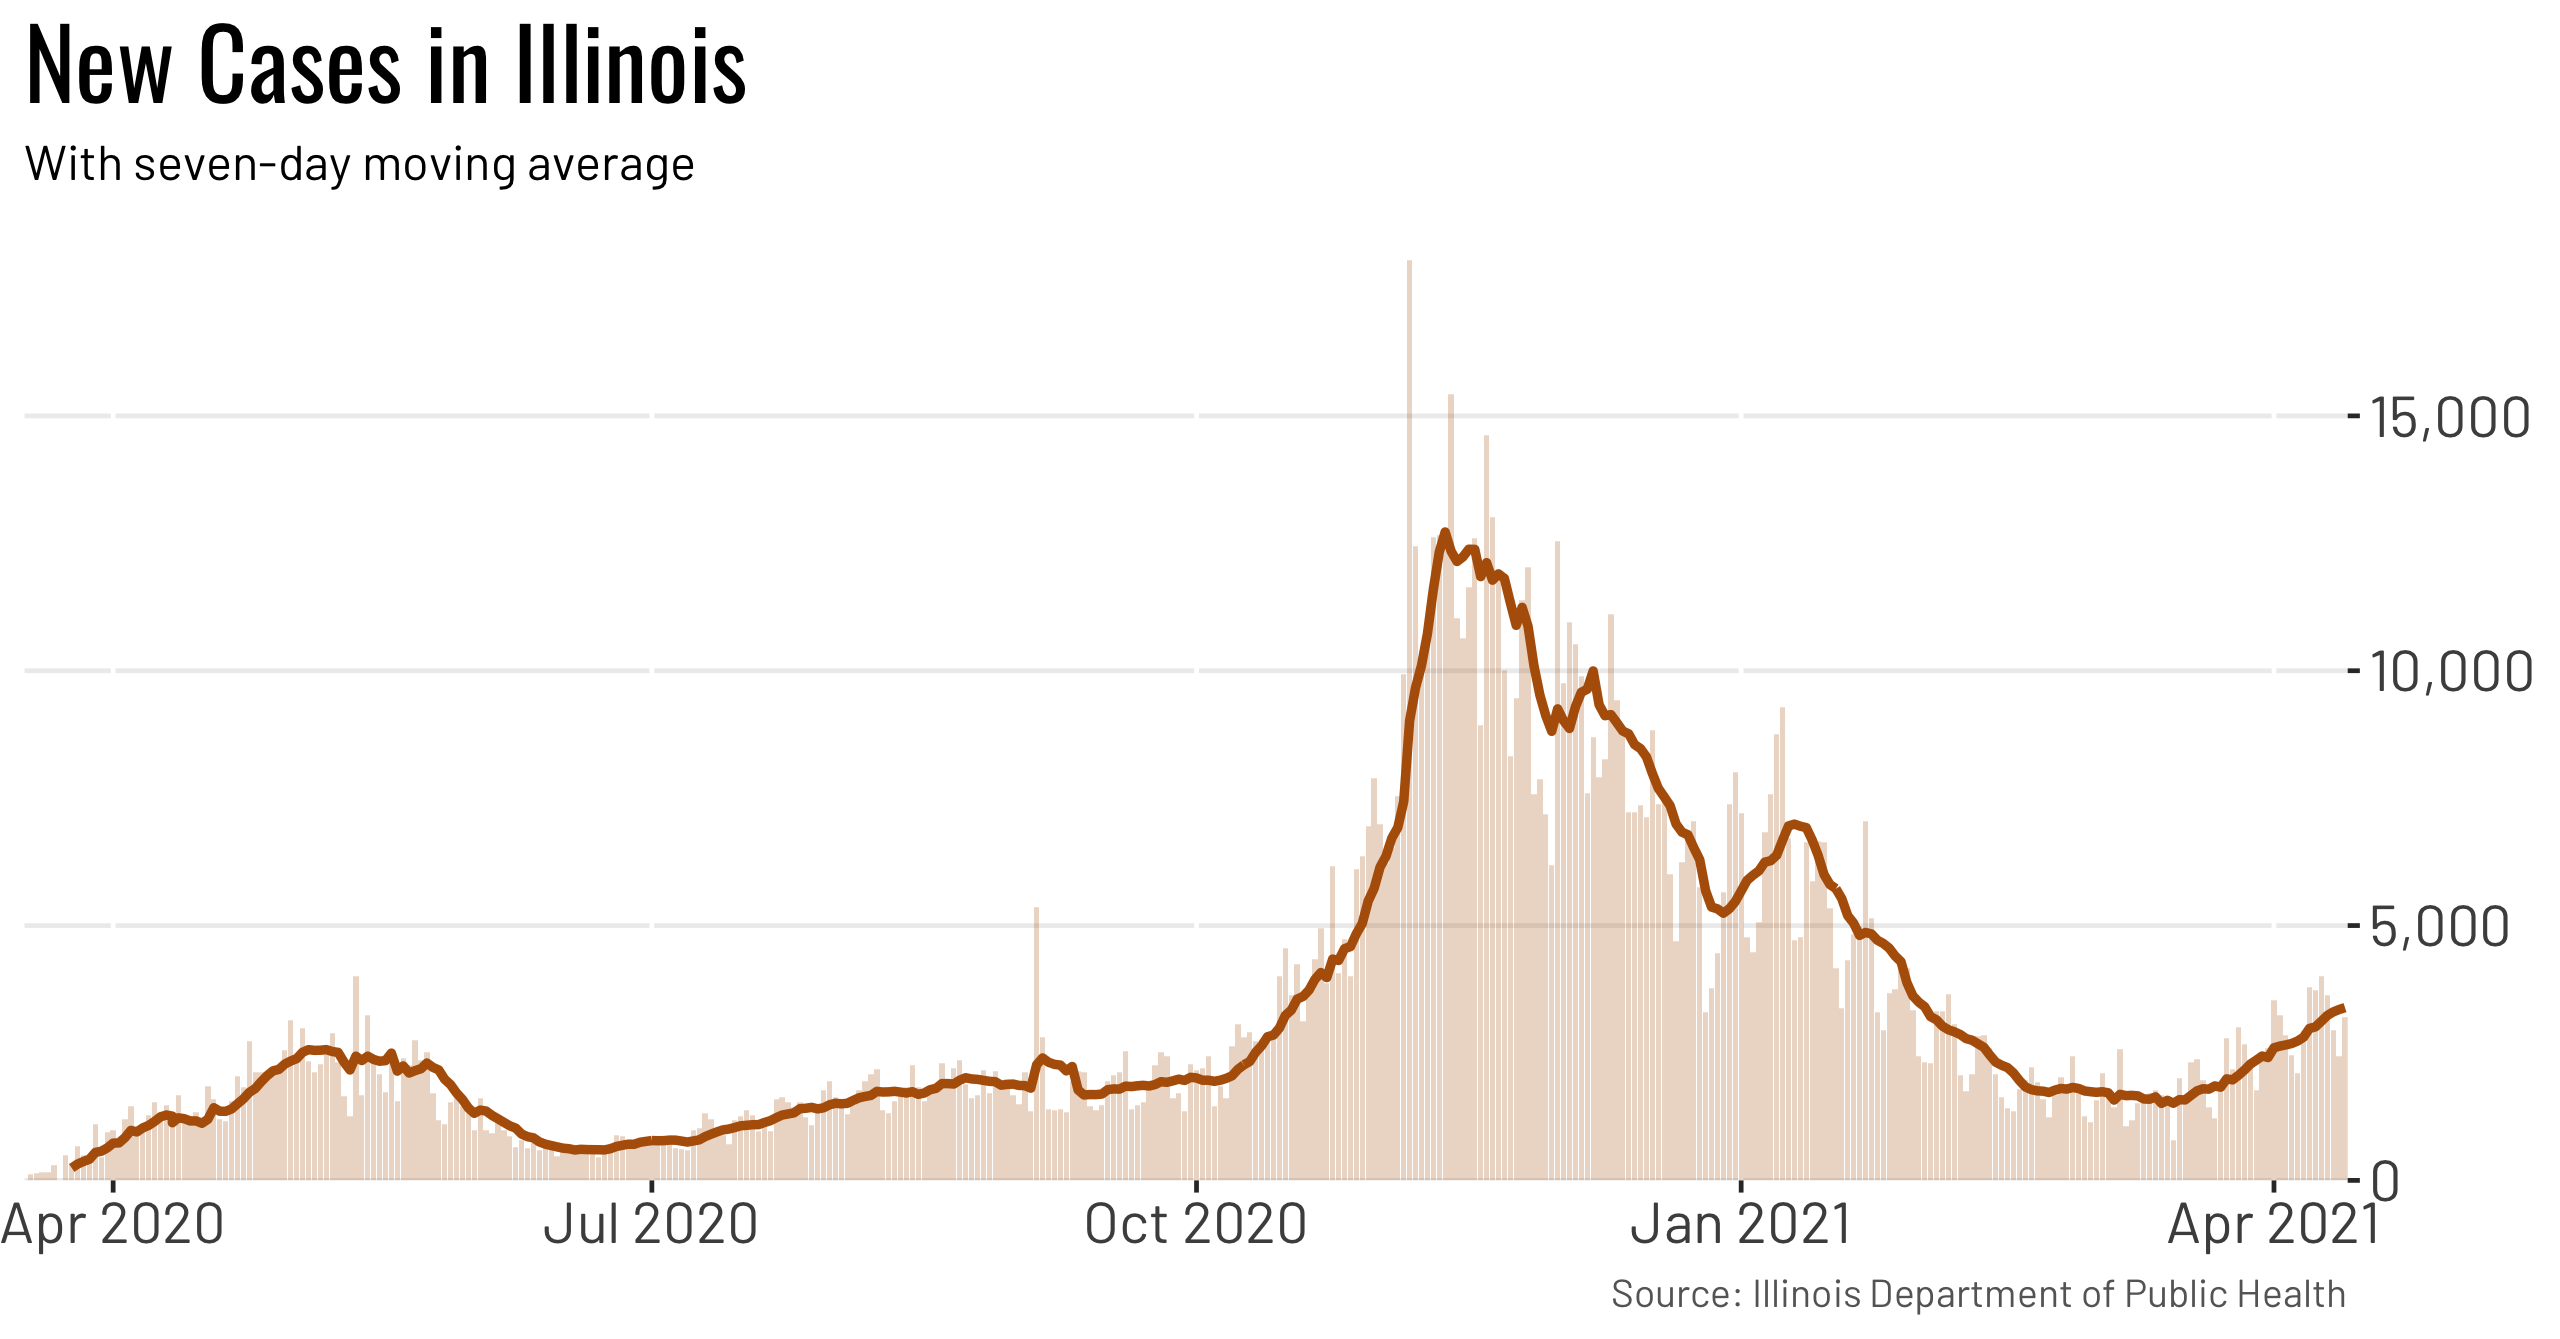 New Cases in Illinois
With seven-day moving average
15,000
10,000
5,000
0
Apr 2020 Jul 2020 Oct 2020 Jan 2021 Apr 2021
Source: Illinois Department of Public Health